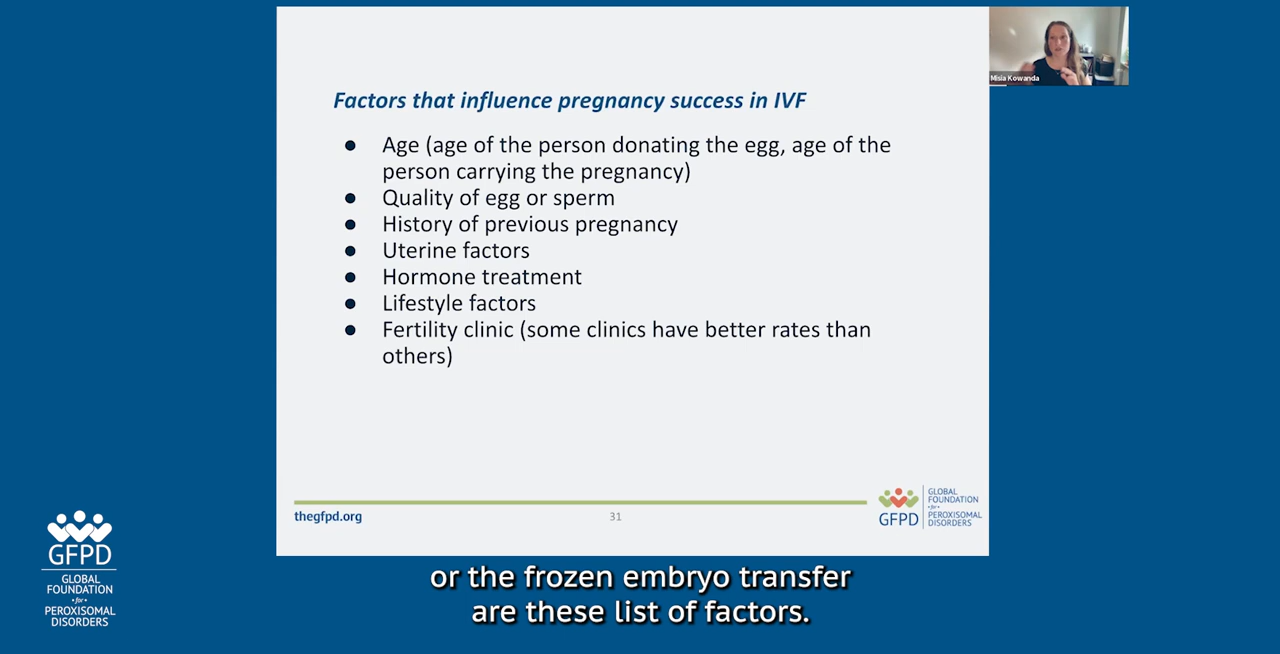 Misia Kowanda
Factors that influence pregnancy success in IVF
● Age (age of the person donating the egg, age of the
person carrying the pregnancy)
● Quality of egg or sperm
● History of previous pregnancy
● Uterine factors
● Hormone treatment
● Lifestyle factors
● Fertility clinic (some clinics have better rates than
others)
thegfpd.org
31
GFPD
GLOBAL
FOUNDATION
• for •
PEROXISOMAL
DISORDERS
GFPD
GLOBAL
FOUNDATION
• for •
PEROXISOMAL
DISORDERS
or the frozen embryo transfer
are these list of factors.